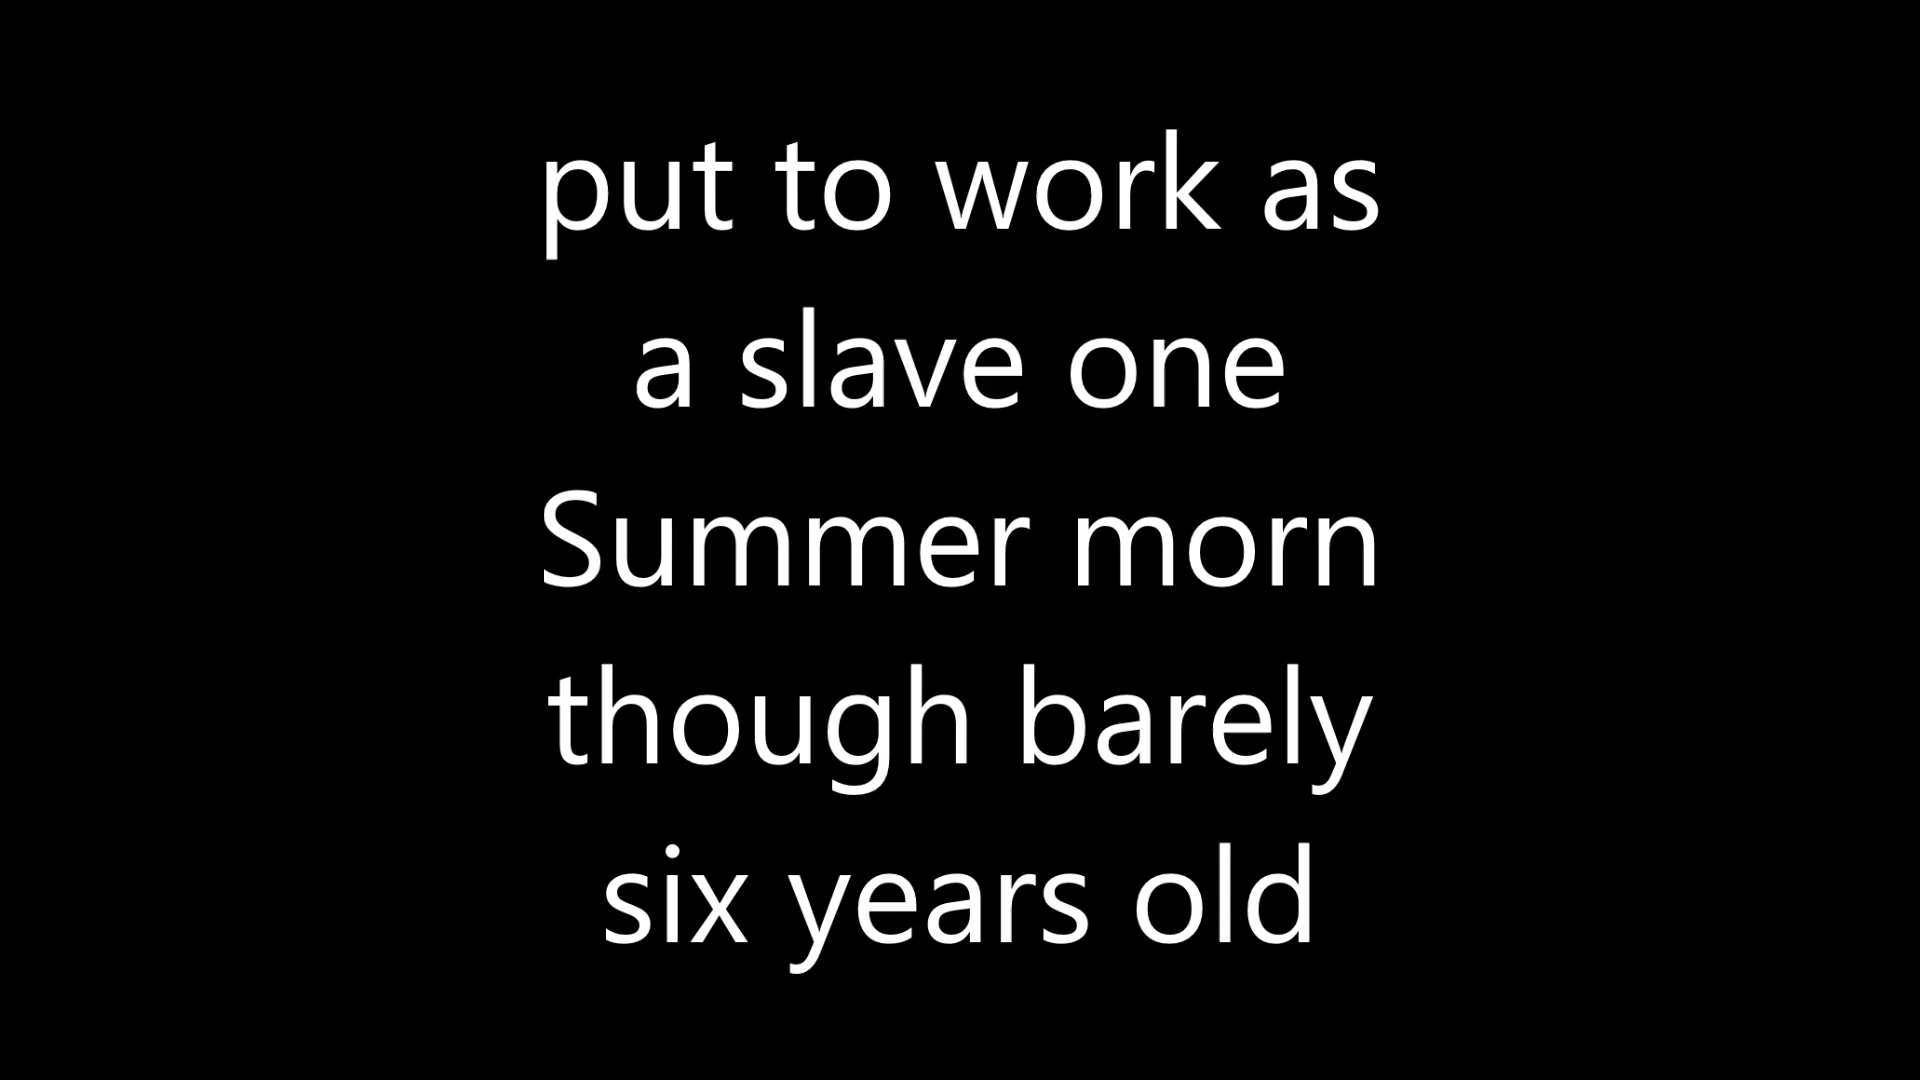 put to work as
a slave one
Summer morn
though barely
six years old